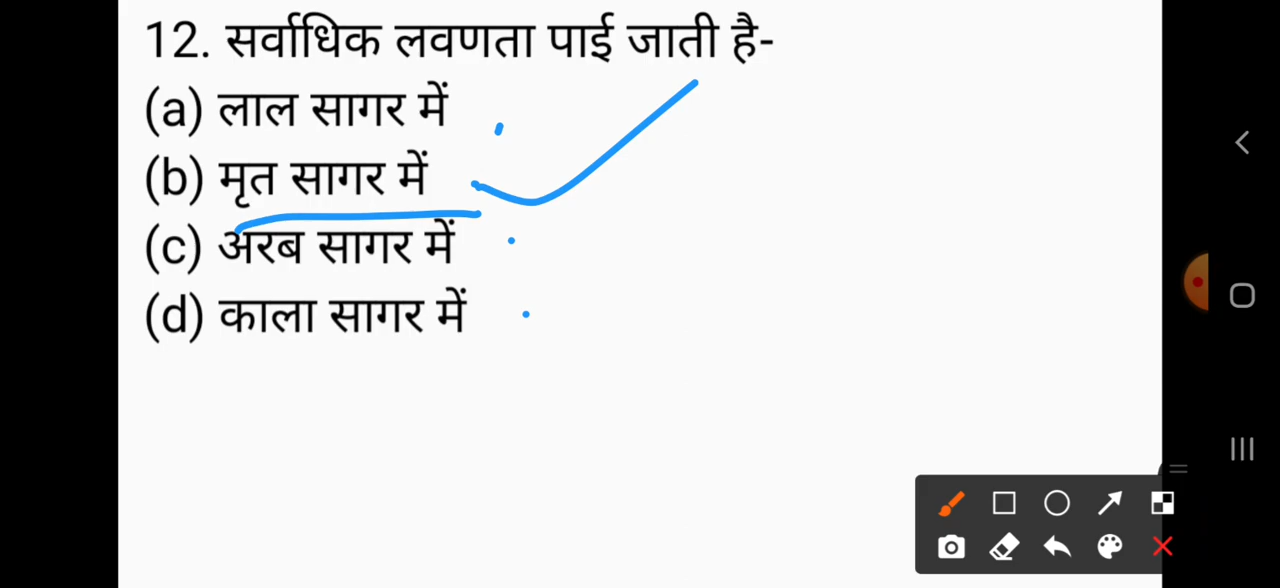 12. सर्वाधिक लवणता पाई जाती है-
(a) लाल सागर में
(b) मृत सागर में
(c) अरब सागर में
(d) काला सागर में